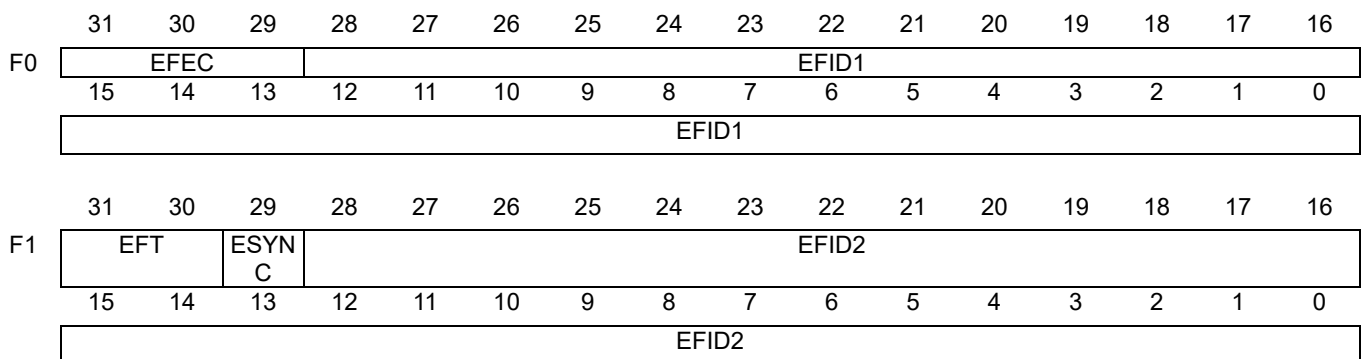 31 30 29 28 27 26 25 24 23 22 21 20 19 18 17 16
F0 EFEC EFID1
15 14 13 12 11 10 9 8 7 6 5 4 3 2 1 0
EFID1
31 30 29 28 27 26 25 24 23 22 21 20 19 18 17 16
F1 EFT ESYN EFID2
C
15 14 13 12 11 10 9 8 7 6 5 4 3 2 1 0
EFID2